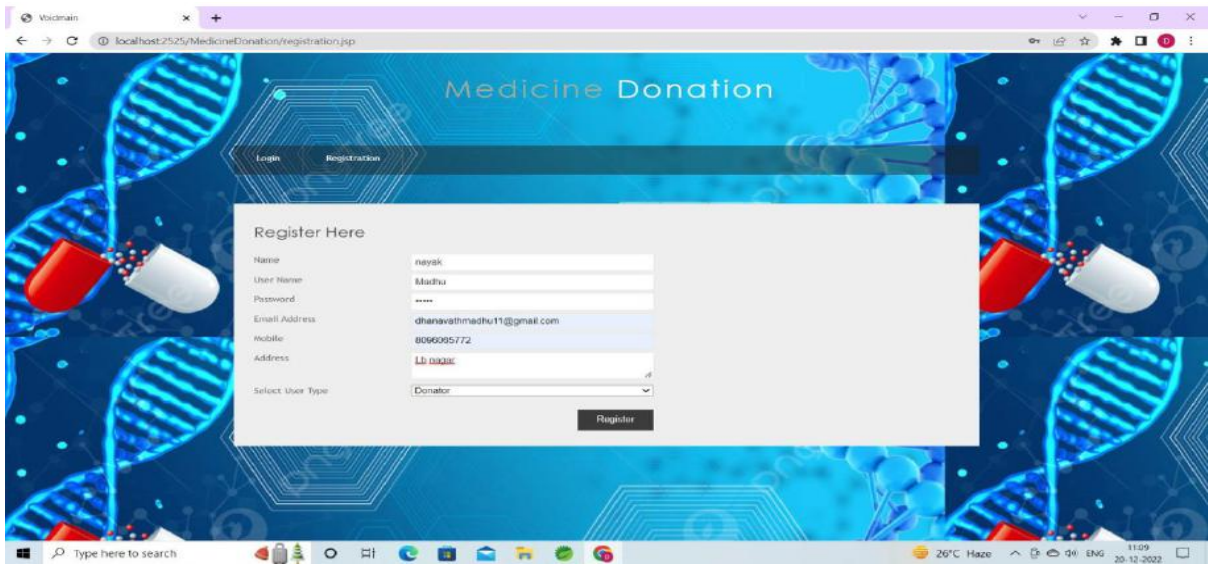 Voidmain
localhost:2525/MedicineDonation/registration.jsp
D
Medicine Donation
Login Registration
Register Here
Name nayak
User Name Madhu
Password •••••
Email Address dhanavathmadhu11@gmail.com
Mobile 8096095772
Address Lb nagar
Select User Type Donator
Register
Type here to search
26°C Haze ENG 11:09
20-12-2022